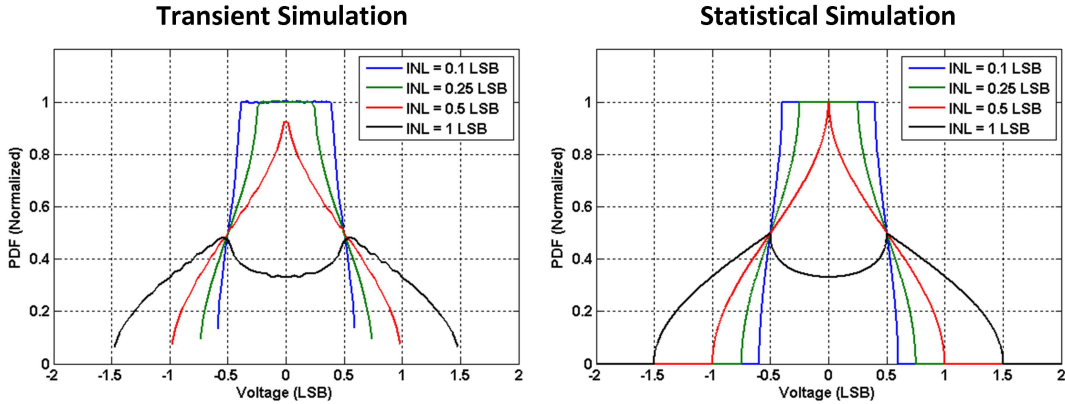 Transient Simulation
INL = 0.1 LSB
INL = 0.25 LSB
INL = 0.5 LSB
INL = 1 LSB
PDF (Normalized)
1
0.8
0.6
0.4
0.2
0
-2 -1.5 -1 -0.5 0 0.5 1 1.5 2
Voltage (LSB)
Statistical Simulation
INL = 0.1 LSB
INL = 0.25 LSB
INL = 0.5 LSB
INL = 1 LSB
PDF (Normalized)
1
0.8
0.6
0.4
0.2
0
-2 -1.5 -1 -0.5 0 0.5 1 1.5 2
Voltage (LSB)